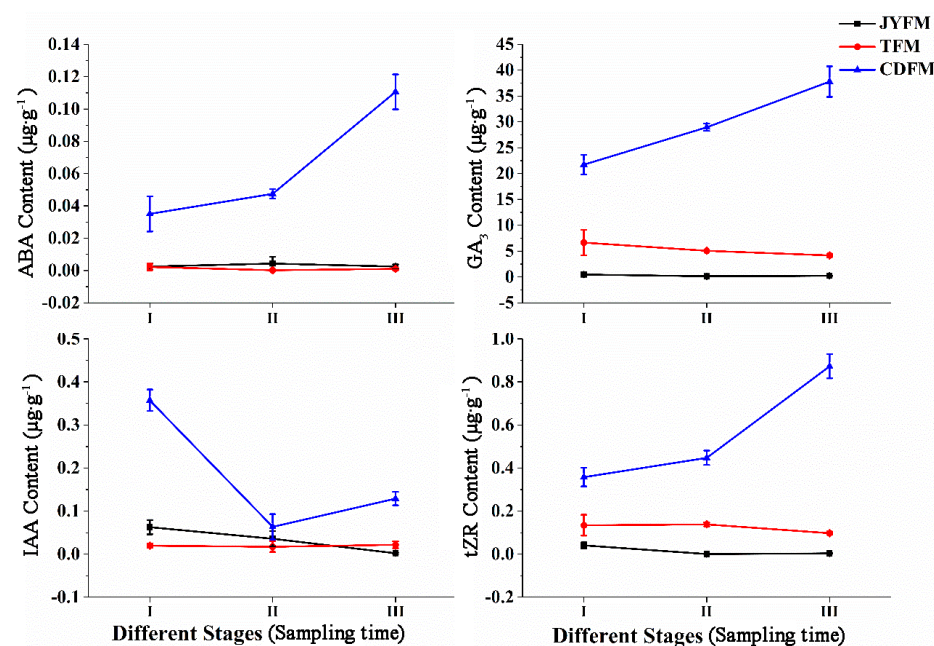 JYFM
TFM
CDFM
ABA Content (μg·g⁻¹)
0.14
0.12
0.10
0.08
0.06
0.04
0.02
0.00
-0.02
I II III
GA₃ Content (μg·g⁻¹)
45
40
35
30
25
20
15
10
5
0
-5
I II III
IAA Content (μg·g⁻¹)
0.5
0.4
0.3
0.2
0.1
0.0
-0.1
I II III
Different Stages (Sampling time)
tZR Content (μg·g⁻¹)
1.0
0.8
0.6
0.4
0.2
0.0
-0.2
I II III
Different Stages (Sampling time)